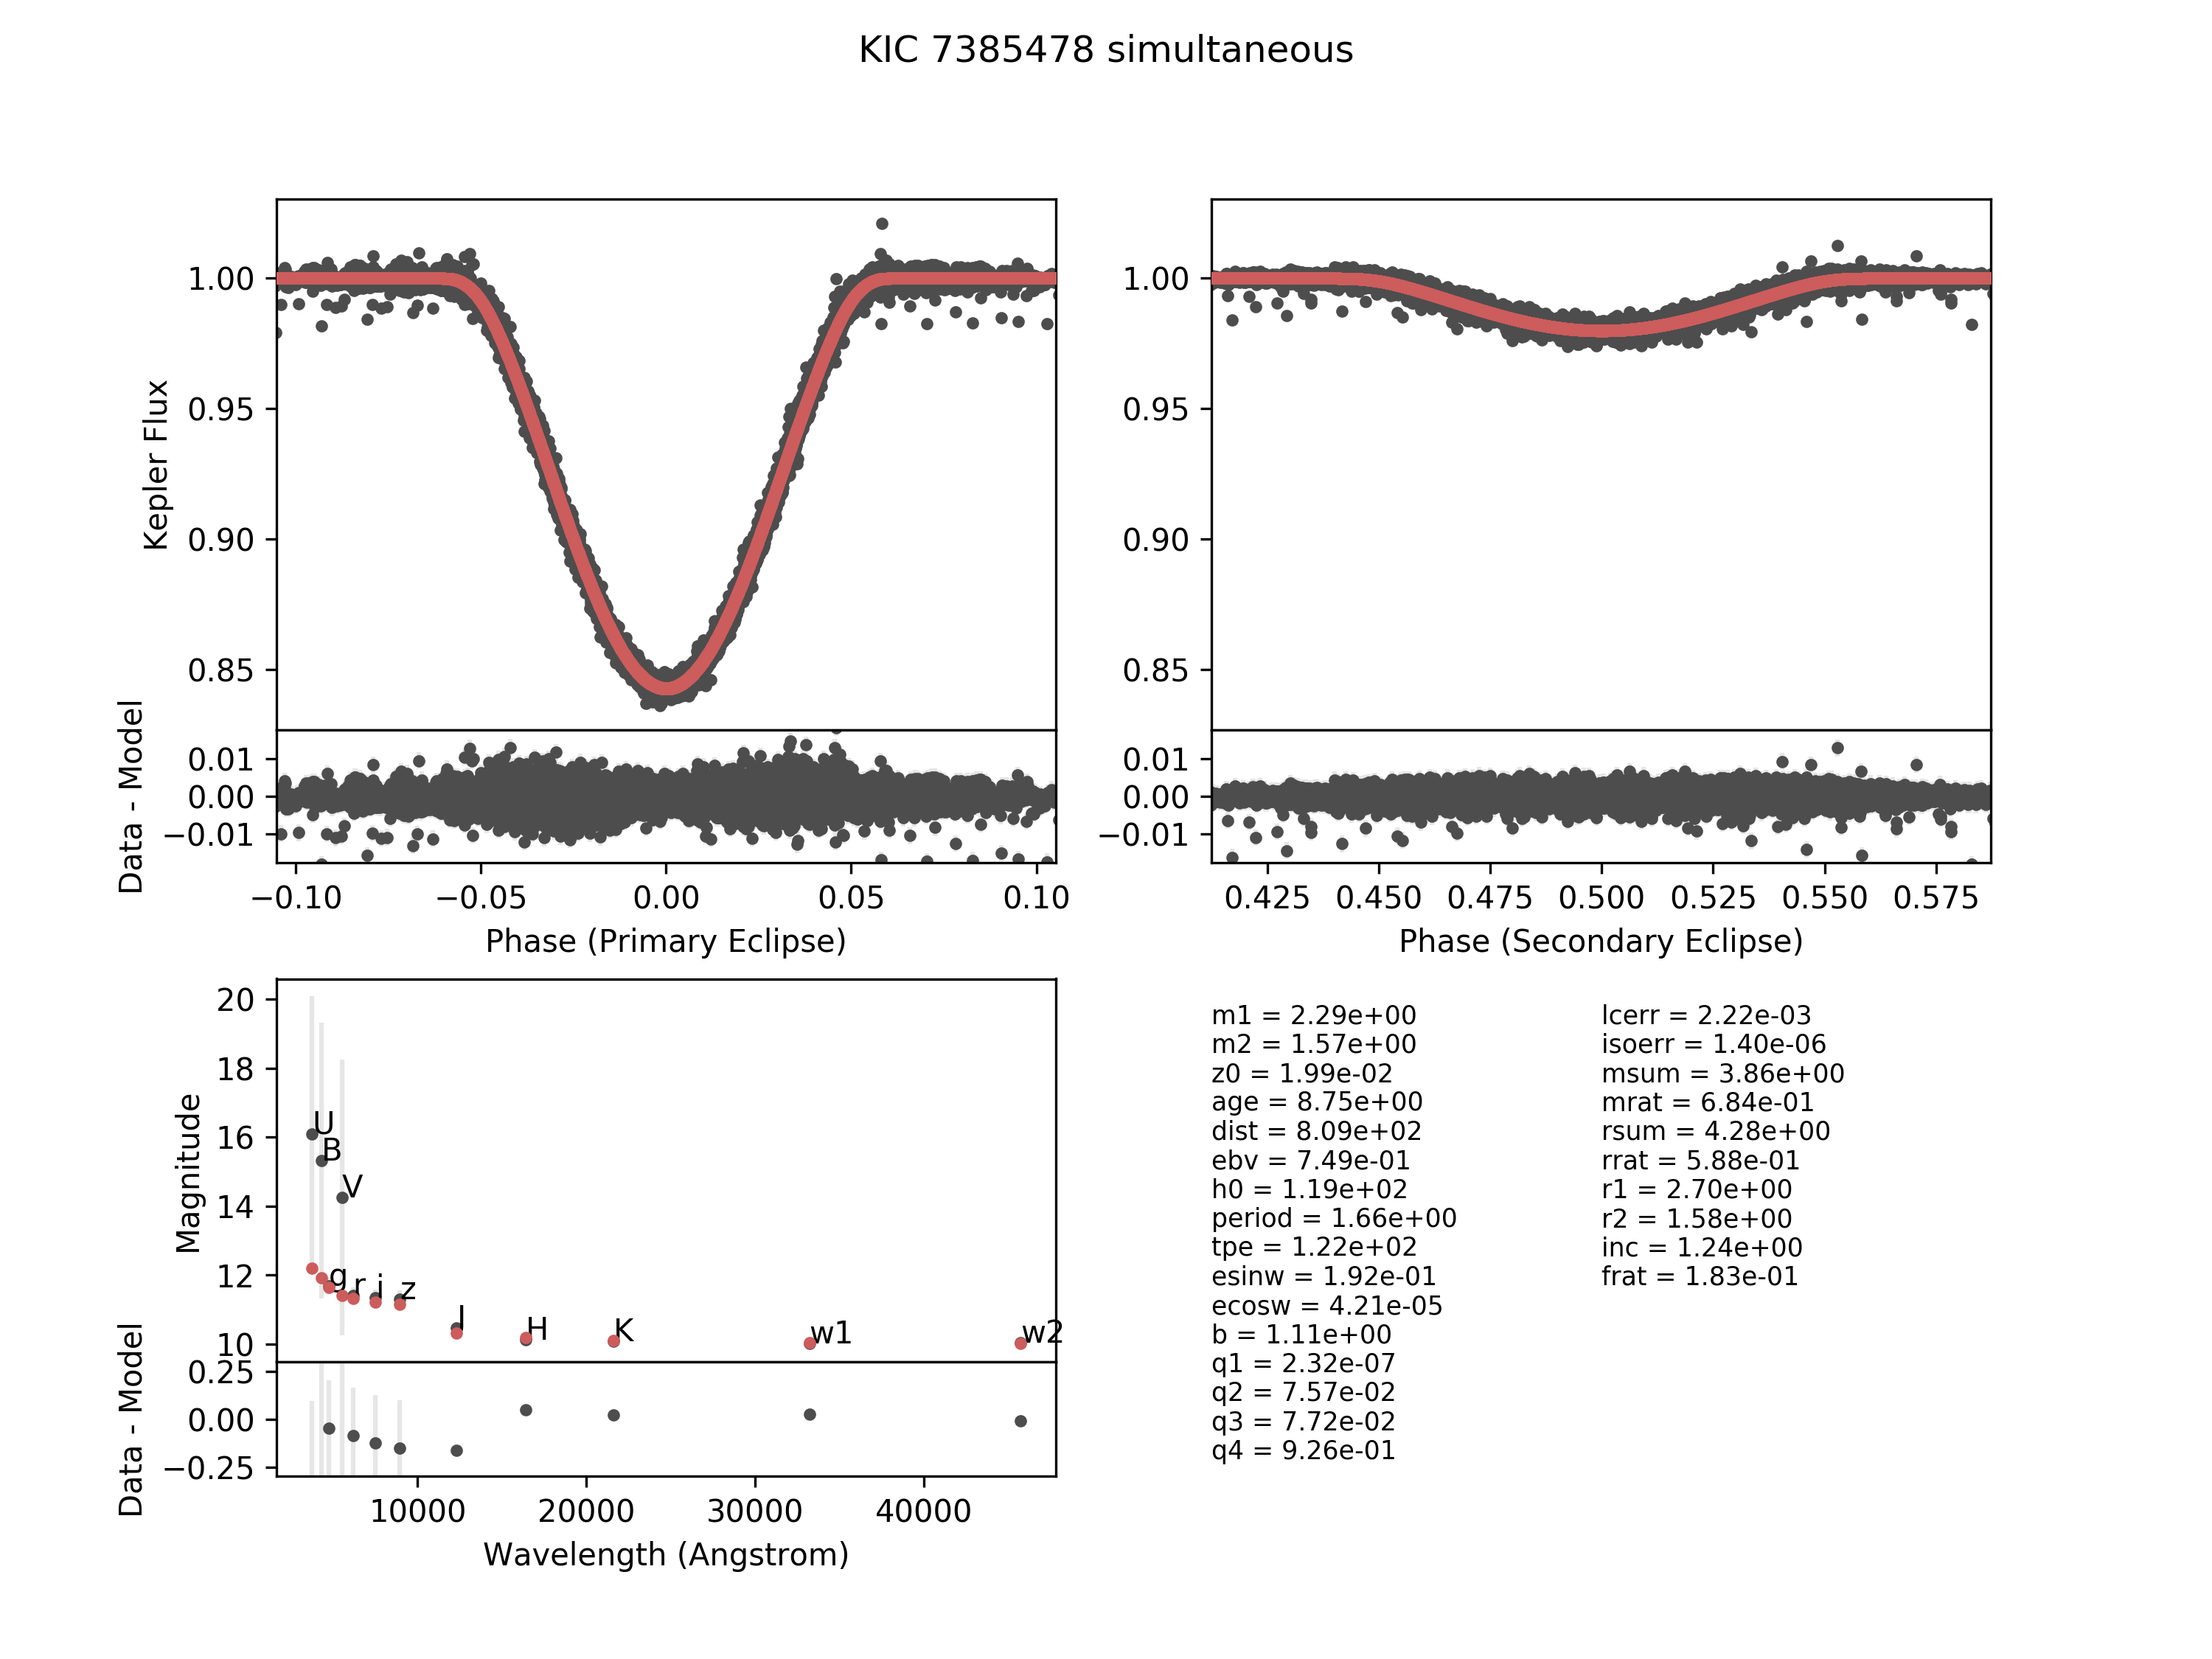 KIC 7385478 simultaneous
Kepler Flux
1.00
0.95
0.90
0.85
1.00
0.95
0.90
0.85
Data - Model
0.01
0.00
−0.01
0.01
0.00
−0.01
−0.10 −0.05 0.00 0.05 0.10
0.425 0.450 0.475 0.500 0.525 0.550 0.575
Phase (Primary Eclipse)
Phase (Secondary Eclipse)
Magnitude
20
18
16
14
12
10
U
B
V
g r i z
J
H
K
w1
w2
Data - Model
0.25
0.00
−0.25
10000 20000 30000 40000
Wavelength (Angstrom)
m1 = 2.29e+00
m2 = 1.57e+00
z0 = 1.99e-02
age = 8.75e+00
dist = 8.09e+02
ebv = 7.49e-01
h0 = 1.19e+02
period = 1.66e+00
tpe = 1.22e+02
esinw = 1.92e-01
ecosw = 4.21e-05
b = 1.11e+00
q1 = 2.32e-07
q2 = 7.57e-02
q3 = 7.72e-02
q4 = 9.26e-01
lcerr = 2.22e-03
isoerr = 1.40e-06
msum = 3.86e+00
mrat = 6.84e-01
rsum = 4.28e+00
rrat = 5.88e-01
r1 = 2.70e+00
r2 = 1.58e+00
inc = 1.24e+00
frat = 1.83e-01